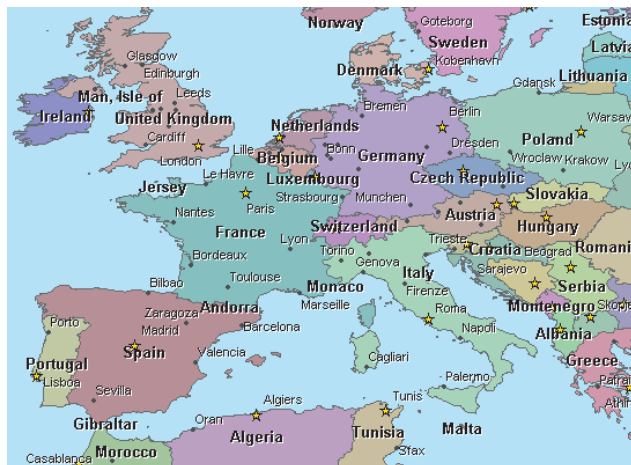 Norway
Goteborg
Sweden
Estonia
Glasgow
Edinburgh
Denmark
Kobenhavn
Latvia
Lithuania
Man, Isle of
Leeds
Ireland
United Kingdom
Cardiff
London
Netherlands
Bremen
Berlin
Gdansk
Warsaw
Poland
Lille
Belgium
Bonn
Germany
Dresden
Wroclaw
Krakow
Le Havre
Luxembourg
Czech Republic
Jersey
Strasbourg
Slovakia
Nantes
Paris
Munchen
Austria
Hungary
France
Switzerland
Lyon
Trieste
Croatia
Beograd
Romani
Bordeaux
Torino
Genova
Italy
Sarajevo
Bilbao
Toulouse
Monaco
Firenze
Serbia
Andorra
Marseille
Montenegro
Skopje
Porto
Zaragoza
Madrid
Barcelona
Roma
Albania
Spain
Valencia
Napoli
Portugal
Lisboa
Cagliari
Greece
Sevilla
Palermo
Patra
Gibraltar
Oran
Algiers
Tunis
Malta
Athin
Algeria
Tunisia
Casablanca
Morocco
Sfax